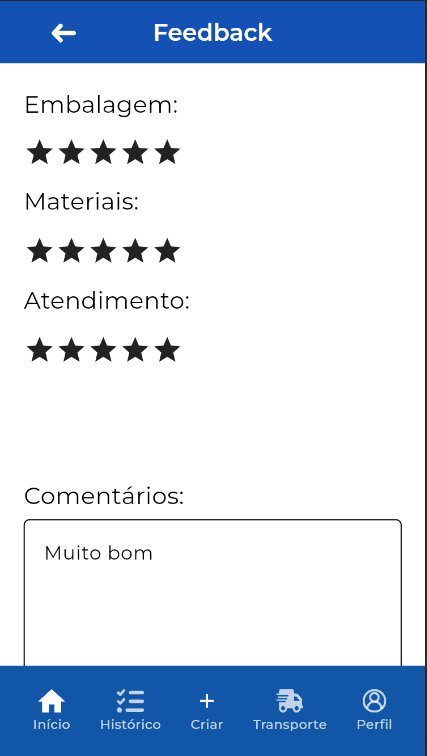 Feedback
Embalagem:
Materiais:
Atendimento:
Comentários:
Muito bom
Início
Histórico
Criar
Transporte
Perfil